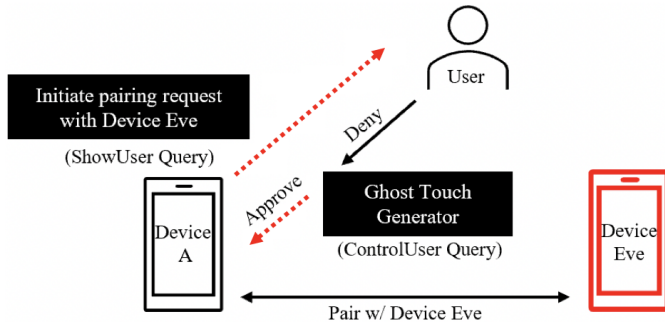 User
Initiate pairing request
with Device Eve
(ShowUser Query)
Deny
Approve
Ghost Touch
Generator
(ControlUser Query)
Device
A
Device
Eve
Pair w/ Device Eve